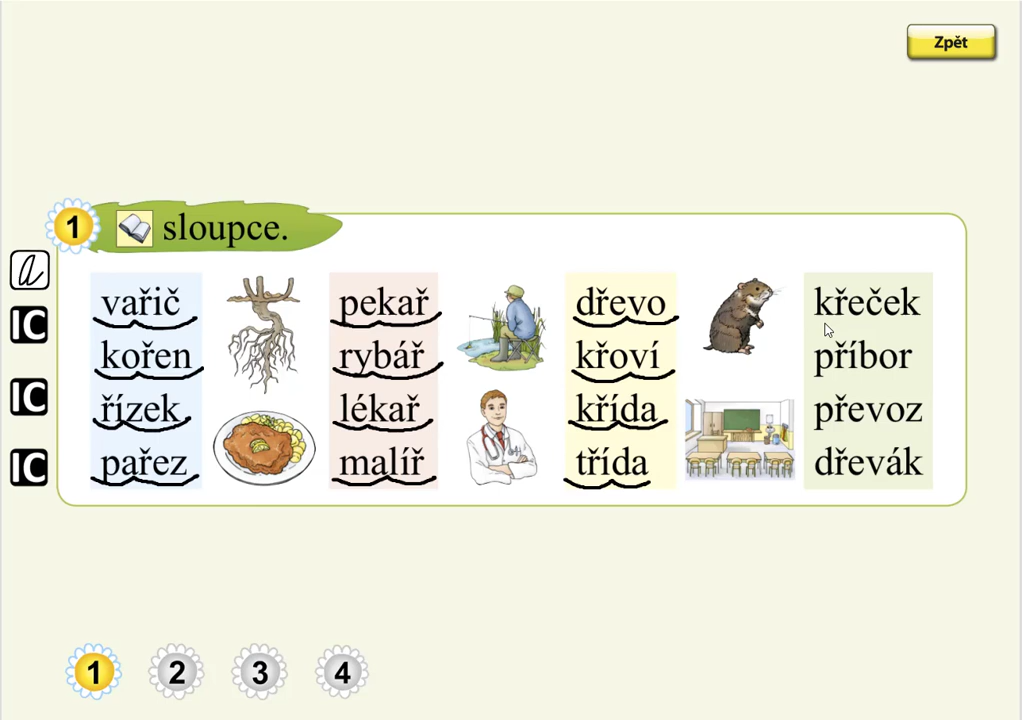 Zpět
1 sloupce.
a
IC
IC
IC
vařič
kořen
řízek
pařez
pekař
rybář
lékař
malíř
dřevo
křoví
křída
třída
křeček
příbor
převoz
dřevák
1 2 3 4